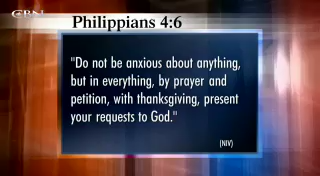 CBN
Philippians 4:6
"Do not be anxious about anything,
but in everything, by prayer and
petition, with thanksgiving, present
your requests to God."
(NIV)